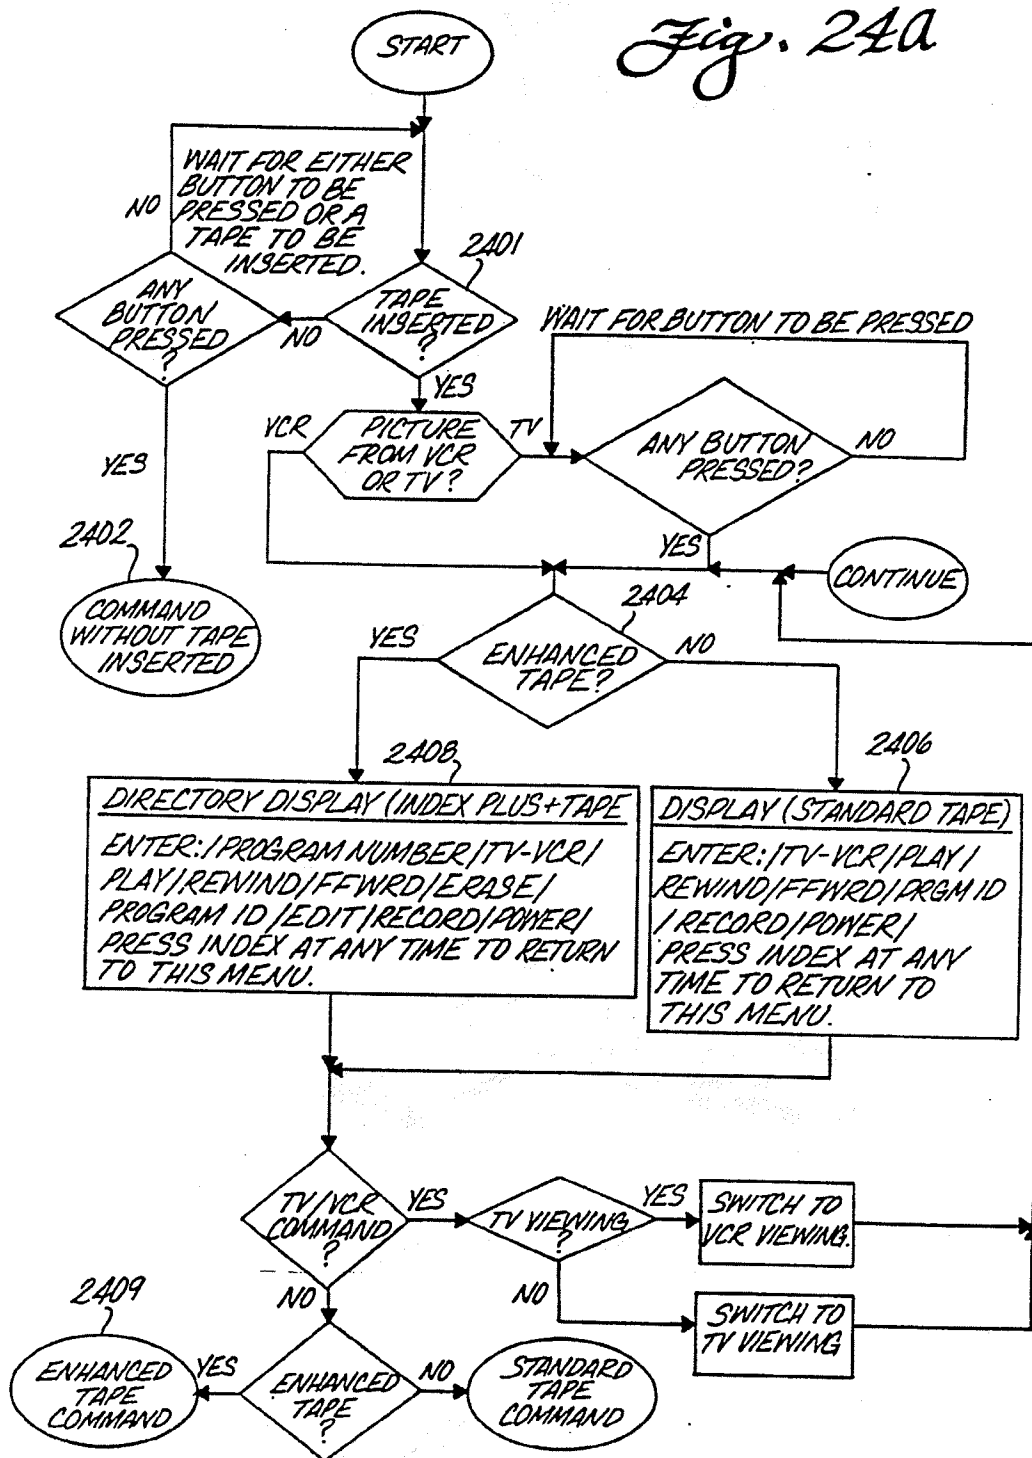 Fig. 24a
START
WAIT FOR EITHER
BUTTON TO BE
PRESSED OR A
TAPE TO BE
INSERTED.
NO
2401
ANY
BUTTON
PRESSED
?
NO
TAPE
INSERTED
?
WAIT FOR BUTTON TO BE PRESSED
YES
VCR
PICTURE
FROM VCR
OR TV?
TV
ANY BUTTON
PRESSED?
NO
YES
YES
2402
COMMAND
WITHOUT TAPE
INSERTED
CONTINUE
2404
YES
ENHANCED
TAPE?
NO
2408
DIRECTORY DISPLAY (INDEX PLUS+TAPE
ENTER:/PROGRAM NUMBER/TV-VCR/
PLAY/REWIND/FFWRD/ERASE/
PROGRAM ID/EDIT/RECORD/POWER/
PRESS INDEX AT ANY TIME TO RETURN
TO THIS MENU.
2406
DISPLAY (STANDARD TAPE)
ENTER:/TV-VCR/PLAY/
REWIND/FFWRD/PRGM ID
/RECORD/POWER/
PRESS INDEX AT ANY
TIME TO RETURN TO
THIS MENU.
TV/VCR
COMMAND
?
YES
TV VIEWING
?
YES
SWITCH TO
VCR VIEWING.
NO
NO
SWITCH TO
TV VIEWING
2409
ENHANCED
TAPE
COMMAND
YES
ENHANCED
TAPE
?
NO
STANDARD
TAPE
COMMAND